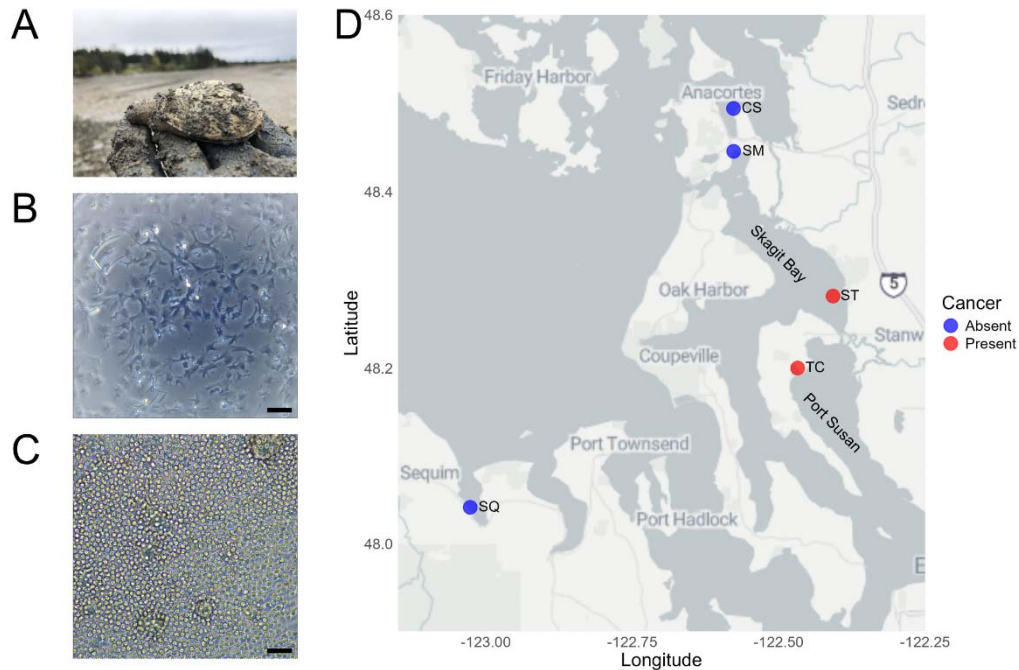 A
B
C
D
48.6
48.4
48.2
48.0
Latitude
Friday Harbor
Anacortes
CS
Sedr
SM
Skagit Bay
Oak Harbor
ST
5
Stanw
Coupeville
TC
Port Susan
Port Townsend
Sequim
SQ
Port Hadlock
E
-123.00
-122.75
-122.50
-122.25
Longitude
Cancer
Absent
Present